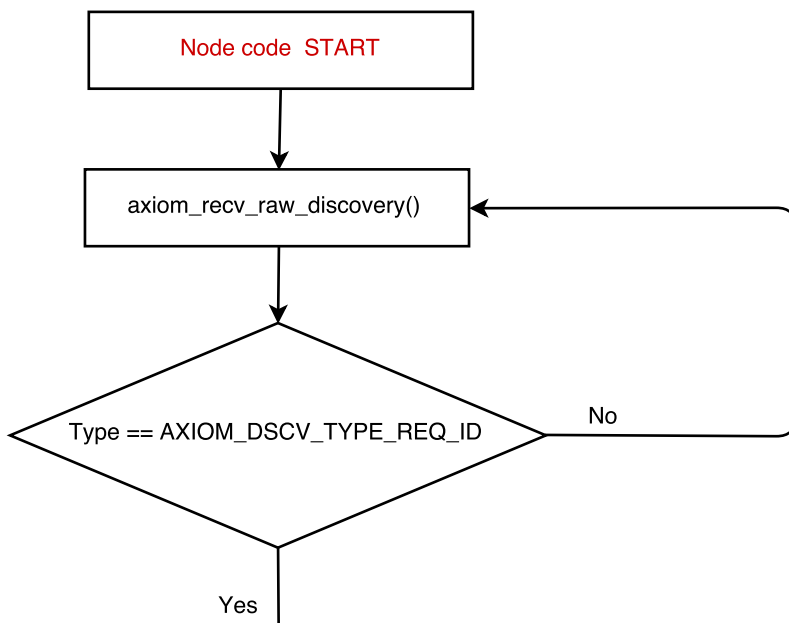 Node code  START
axiom_recv_raw_discovery()
Type == AXIOM_DSCV_TYPE_REQ_ID
No
Yes